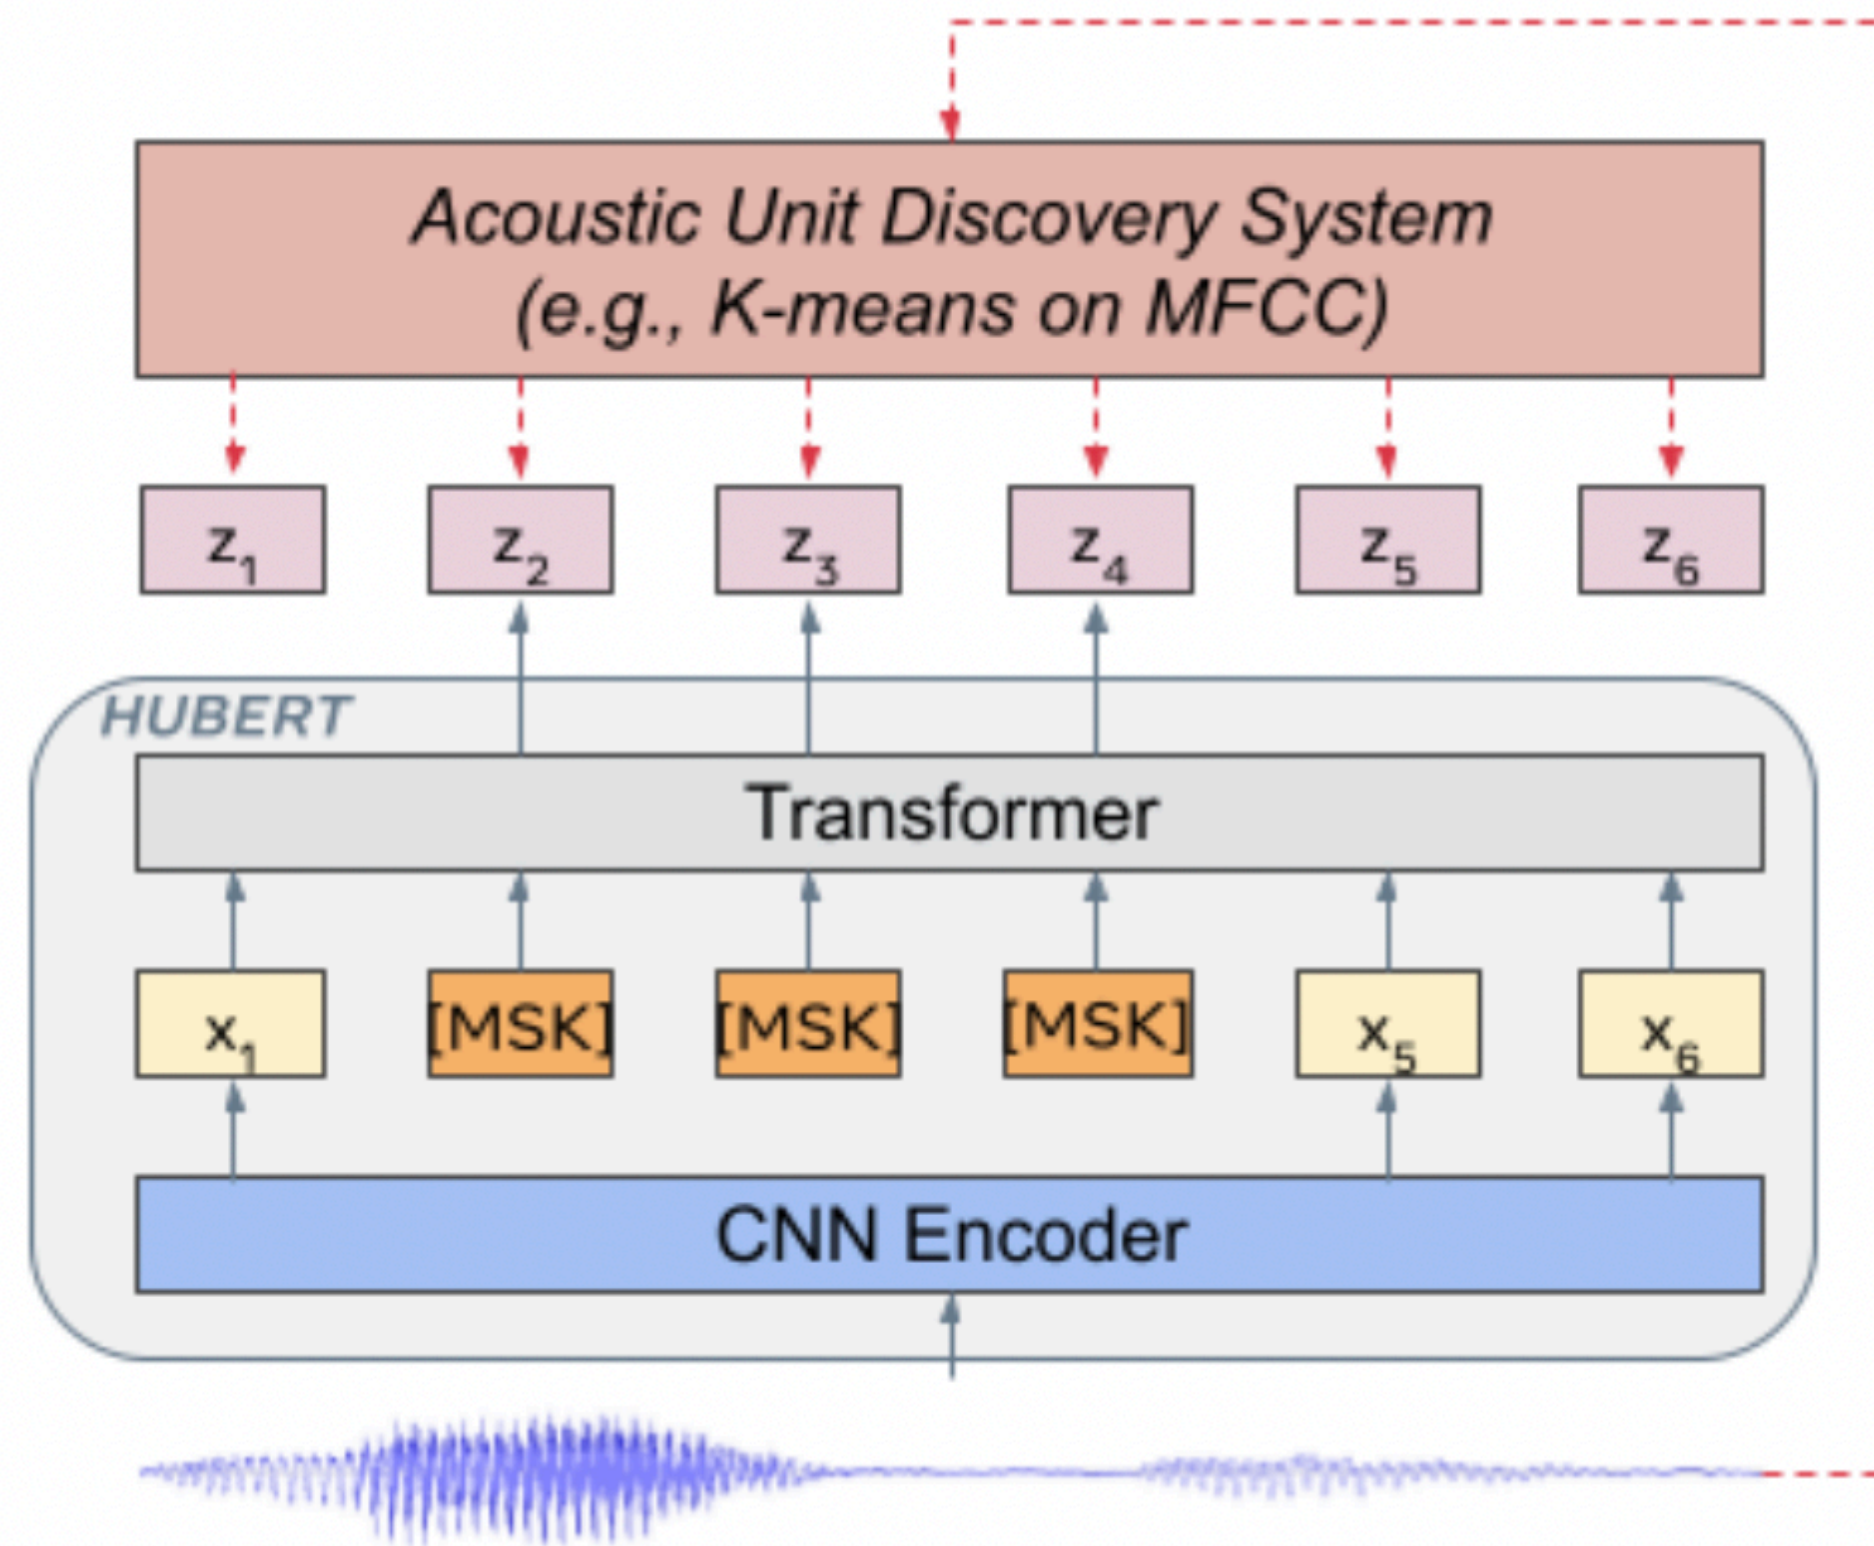 Acoustic Unit Discovery System
(e.g., K-means on MFCC)
z1 z2 z3 z4 z5 z6
HUBERT
Transformer
x1 [MSK] [MSK] [MSK] x5 x6
CNN Encoder